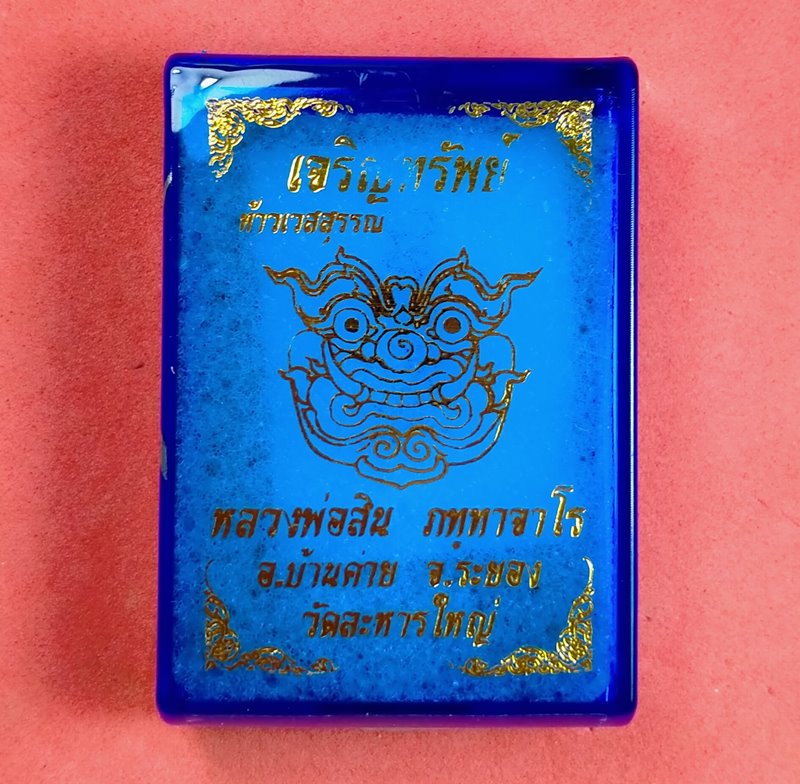 เจริญทรัพย์
ท้าวเวสสุรรณ
หลวงพ่อสิน ภทฺทาจาโร
อ.บ้านค่าย จ.ระยอง
วัดละหารใหญ่